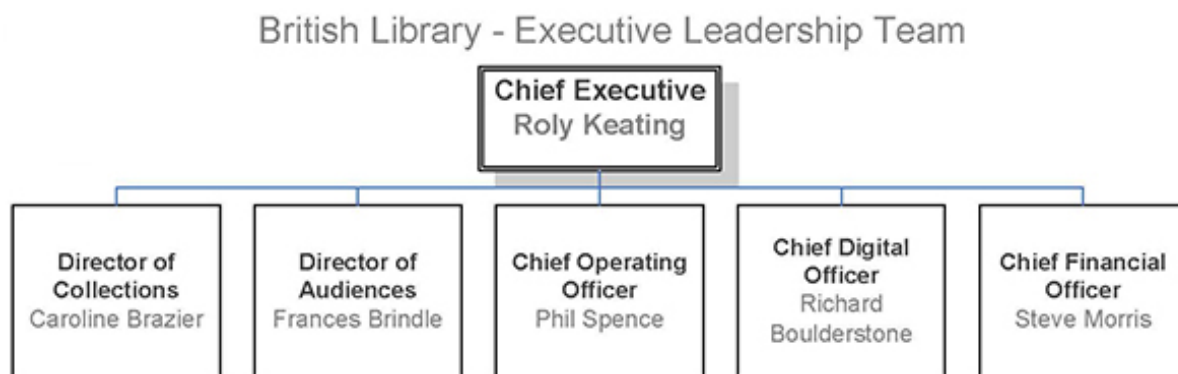 British Library - Executive Leadership Team
Chief Executive
Roly Keating
Director of
Collections
Caroline Brazier
Director of
Audiences
Frances Brindle
Chief Operating
Officer
Phil Spence
Chief Digital
Officer
Richard
Boulderstone
Chief Financial
Officer
Steve Morris